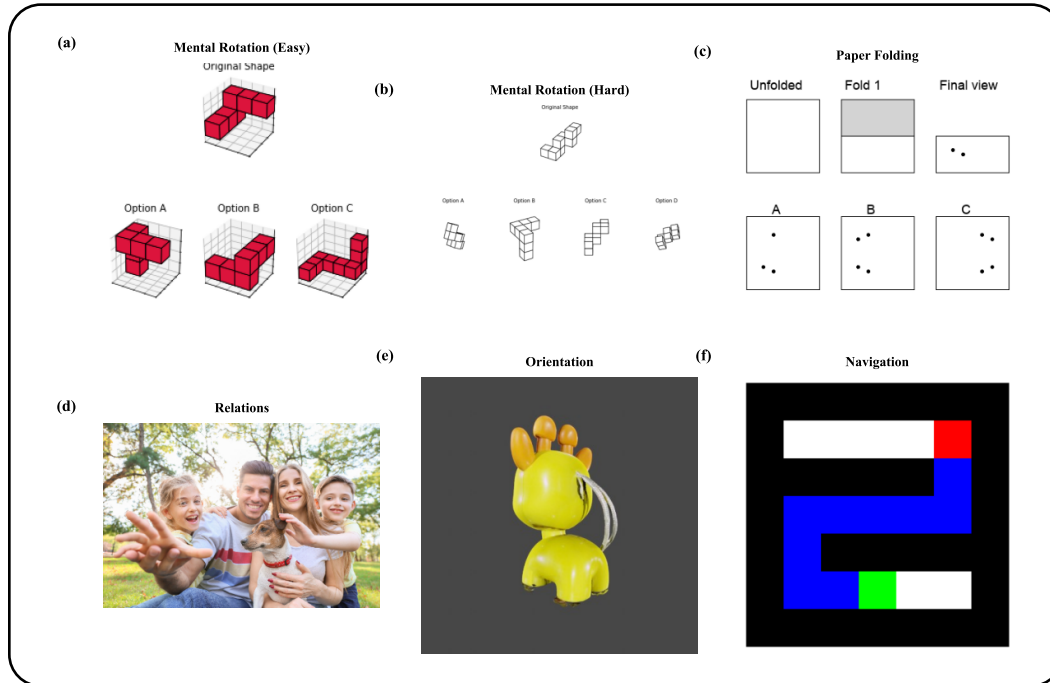 (a)
Mental Rotation (Easy)
Original Shape
Option A
Option B
Option C
(b)
Mental Rotation (Hard)
Original Shape
Option A
Option B
Option C
Option D
(c)
Paper Folding
Unfolded
Fold 1
Final view
A
B
C
(d)
Relations
(e)
Orientation
(f)
Navigation